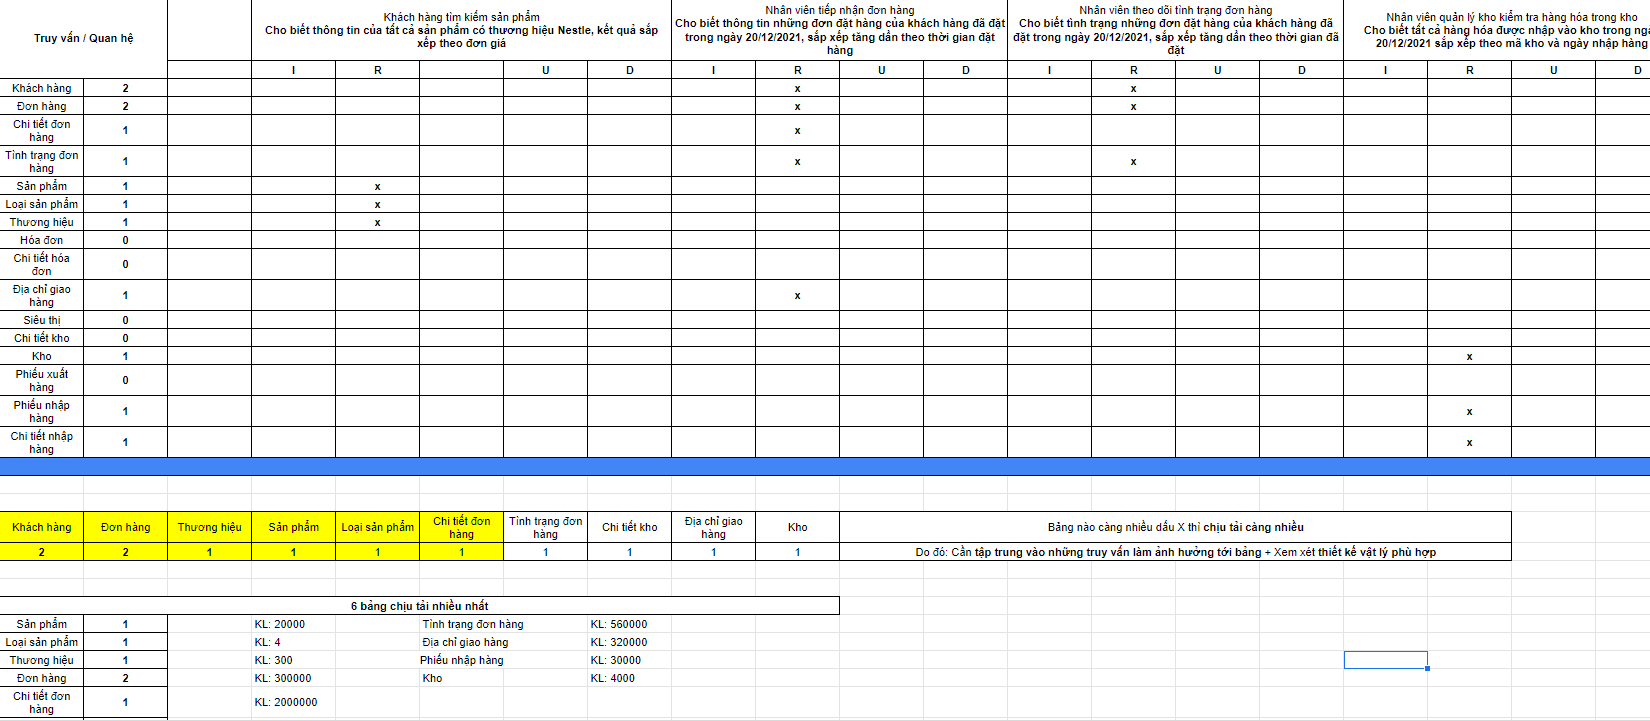 Truy vấn / Quan hệ
Khách hàng tìm kiếm sản phẩm
Cho biết thông tin của tất cả sản phẩm có thương hiệu Nestle, kết quả sắp
xếp theo đơn giá
Nhân viên tiếp nhận đơn hàng
Cho biết thông tin những đơn đặt hàng của khách hàng đã đặt
trong ngày 20/12/2021, sắp xếp tăng dần theo thời gian đặt
hàng
Nhân viên theo dõi tình trạng đơn hàng
Cho biết tình trạng những đơn đặt hàng của khách hàng đã
đặt trong ngày 20/12/2021, sắp xếp tăng dần theo thời gian đã
đặt
Nhân viên quản lý kho kiểm tra hàng hóa trong kho
Cho biết tất cả hàng hóa được nhập vào kho trong ngà
20/12/2021 sắp xếp theo mã kho và ngày nhập hàng
I R U D I R U D I R U D I R U D
Khách hàng 2 x x
Đơn hàng 2 x x
Chi tiết đơn
hàng 1 x
Tình trạng đơn
hàng 1 x x
Sản phẩm 1 x
Loại sản phẩm 1 x
Thương hiệu 1 x
Hóa đơn 0
Chi tiết hóa
đơn 0
Địa chỉ giao
hàng 1 x
Siêu thị 0
Chi tiết kho 0
Kho 1 x
Phiếu xuất
hàng 0
Phiếu nhập
hàng 1 x
Chi tiết nhập
hàng 1 x
Khách hàng Đơn hàng Thương hiệu Sản phẩm Loại sản phẩm Chi tiết đơn
hàng Tình trạng đơn
hàng Chi tiết kho Địa chỉ giao
hàng Kho Bảng nào càng nhiều dấu X thì chịu tải càng nhiều
2 2 1 1 1 1 1 1 1 1 Do đó: Cần tập trung vào những truy vấn làm ảnh hưởng tới bảng + Xem xét thiết kế vật lý phù hợp
6 bảng chịu tải nhiều nhất
Sản phẩm 1 KL: 20000 Tình trạng đơn hàng KL: 560000
Loại sản phẩm 1 KL: 4 Địa chỉ giao hàng KL: 320000
Thương hiệu 1 KL: 300 Phiếu nhập hàng KL: 30000
Đơn hàng 2 KL: 300000 Kho KL: 4000
Chi tiết đơn
hàng 1 KL: 2000000